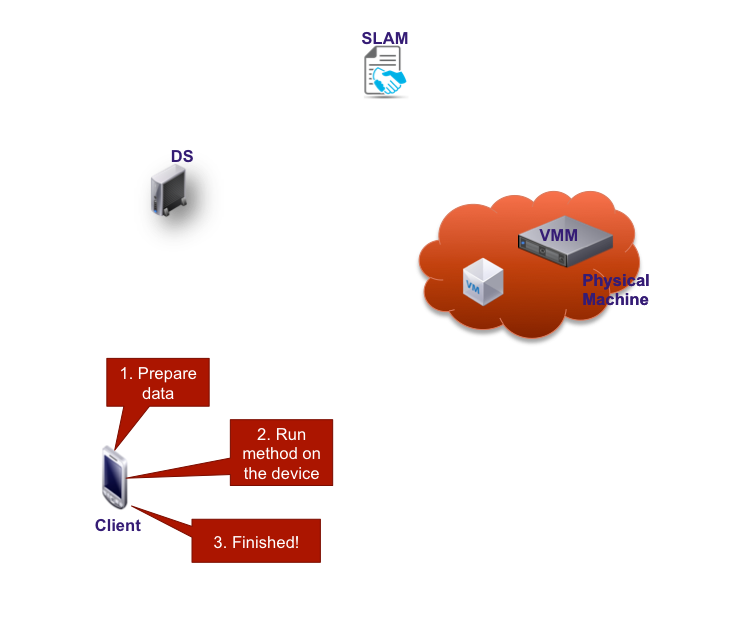 SLAM
DS
VMM
VM
Physical
Machine
1. Prepare
data
2. Run
method on
the device
Client
3. Finished!